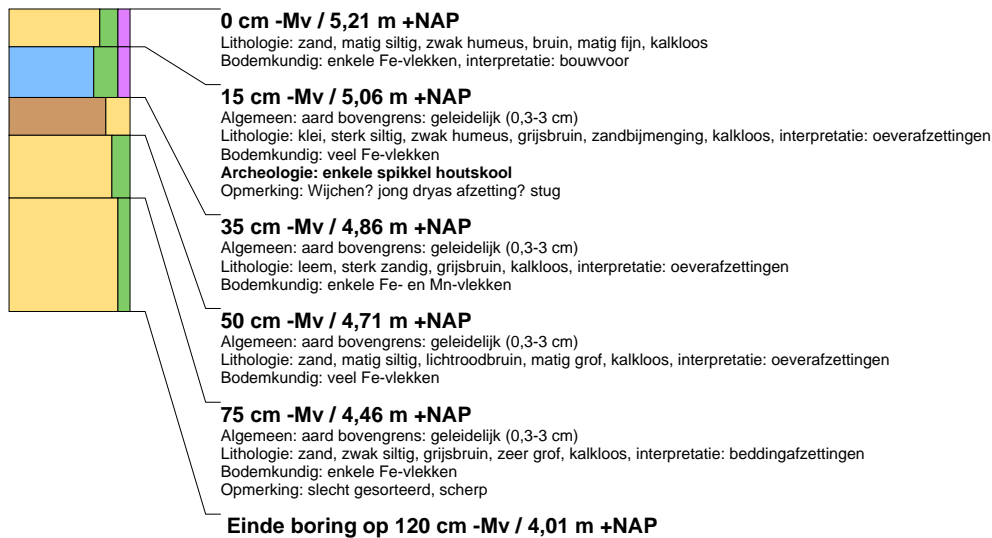 0 cm -Mv / 5,21 m +NAP
Lithologie: zand, matig siltig, zwak humeus, bruin, matig fijn, kalkloos
Bodemkundig: enkele Fe-vlekken, interpretatie: bouwvoor
15 cm -Mv / 5,06 m +NAP
Algemeen: aard bovengrens: geleidelijk (0,3-3 cm)
Lithologie: klei, sterk siltig, zwak humeus, grijsbruin, zandbijmenging, kalkloos, interpretatie: oeverafzettingen
Bodemkundig: veel Fe-vlekken
Archeologie: enkele spikkel houtskool
Opmerking: Wijchen? jong dryas afzetting? stug
35 cm -Mv / 4,86 m +NAP
Algemeen: aard bovengrens: geleidelijk (0,3-3 cm)
Lithologie: leem, sterk zandig, grijsbruin, kalkloos, interpretatie: oeverafzettingen
Bodemkundig: enkele Fe- en Mn-vlekken
50 cm -Mv / 4,71 m +NAP
Algemeen: aard bovengrens: geleidelijk (0,3-3 cm)
Lithologie: zand, matig siltig, lichtroodbruin, matig grof, kalkloos, interpretatie: oeverafzettingen
Bodemkundig: veel Fe-vlekken
75 cm -Mv / 4,46 m +NAP
Algemeen: aard bovengrens: geleidelijk (0,3-3 cm)
Lithologie: zand, zwak siltig, grijsbruin, zeer grof, kalkloos, interpretatie: beddingafzettingen
Bodemkundig: enkele Fe-vlekken
Opmerking: slecht gesorteerd, scherp
Einde boring op 120 cm -Mv / 4,01 m +NAP